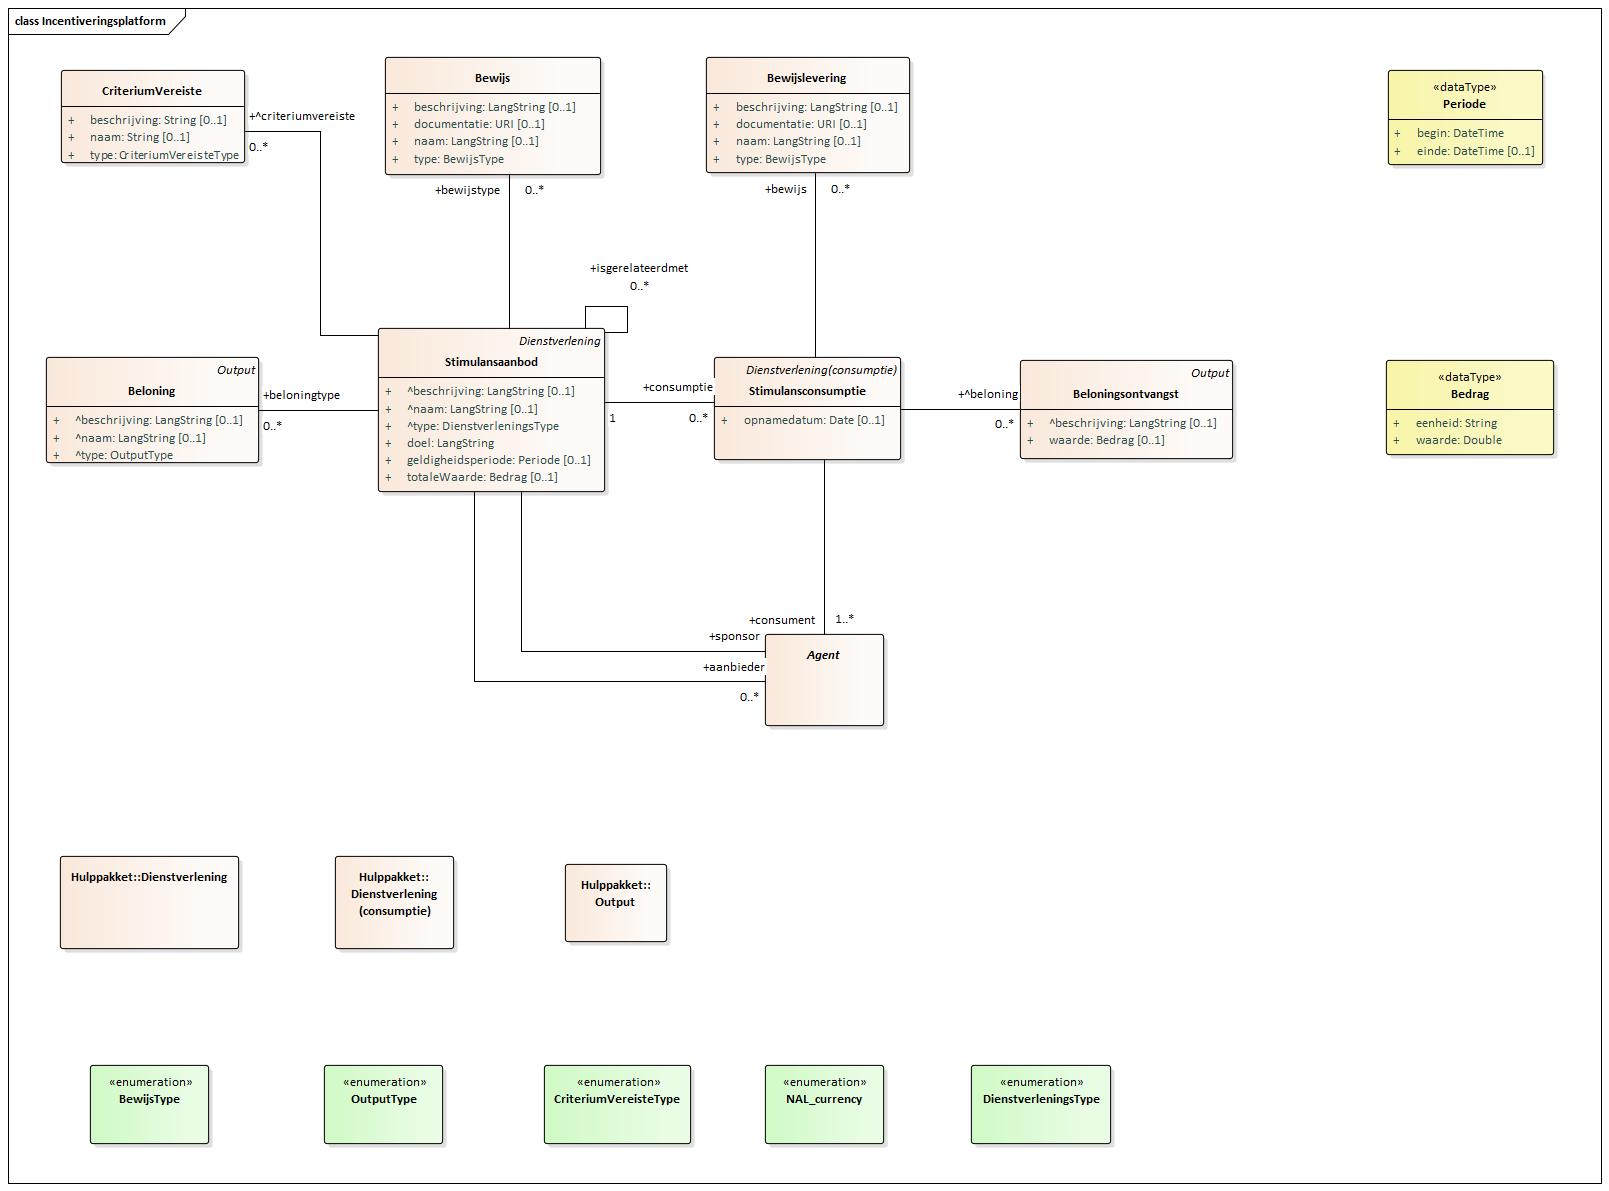 class Incentiveringsplatform
CriteriumVereiste
+ beschrijving: String [0..1]
+ naam: String [0..1]
+ type: CriteriumVereisteType
+^criteriumvereiste
0..*
Bewijs
+ beschrijving: LangString [0..1]
+ documentatie: URI [0..1]
+ naam: LangString [0..1]
+ type: BewijsType
+bewijstype 0..*
Bewijslevering
+ beschrijving: LangString [0..1]
+ documentatie: URI [0..1]
+ naam: LangString [0..1]
+ type: BewijsType
+bewijs 0..*
«dataType»
Periode
+ begin: DateTime
+ einde: DateTime [0..1]
+isgerelateerdmet
0..*
Output
Beloning
+ ^beschrijving: LangString [0..1]
+ ^naam: LangString [0..1]
+ ^type: OutputType
+beloningtype
0..*
Dienstverlening
Stimulansaanbod
+ ^beschrijving: LangString [0..1]
+ ^naam: LangString [0..1]
+ ^type: DienstverleningsType
+ doel: LangString
+ geldigheidsperiode: Periode [0..1]
+ totaleWaarde: Bedrag [0..1]
+consumptie
1 0..*
Dienstverlening(consumptie)
Stimulansconsumptie
+ opnamedatum: Date [0..1]
+^beloning
0..*
Output
Beloningsontvangst
+ ^beschrijving: LangString [0..1]
+ waarde: Bedrag [0..1]
«dataType»
Bedrag
+ eenheid: String
+ waarde: Double
+consument 1..*
+sponsor
+aanbieder
0..*
Agent
Hulppakket::Dienstverlening
Hulppakket::
Dienstverlening
(consumptie)
Hulppakket::
Output
«enumeration»
BewijsType
«enumeration»
OutputType
«enumeration»
CriteriumVereisteType
«enumeration»
NAL_currency
«enumeration»
DienstverleningsType